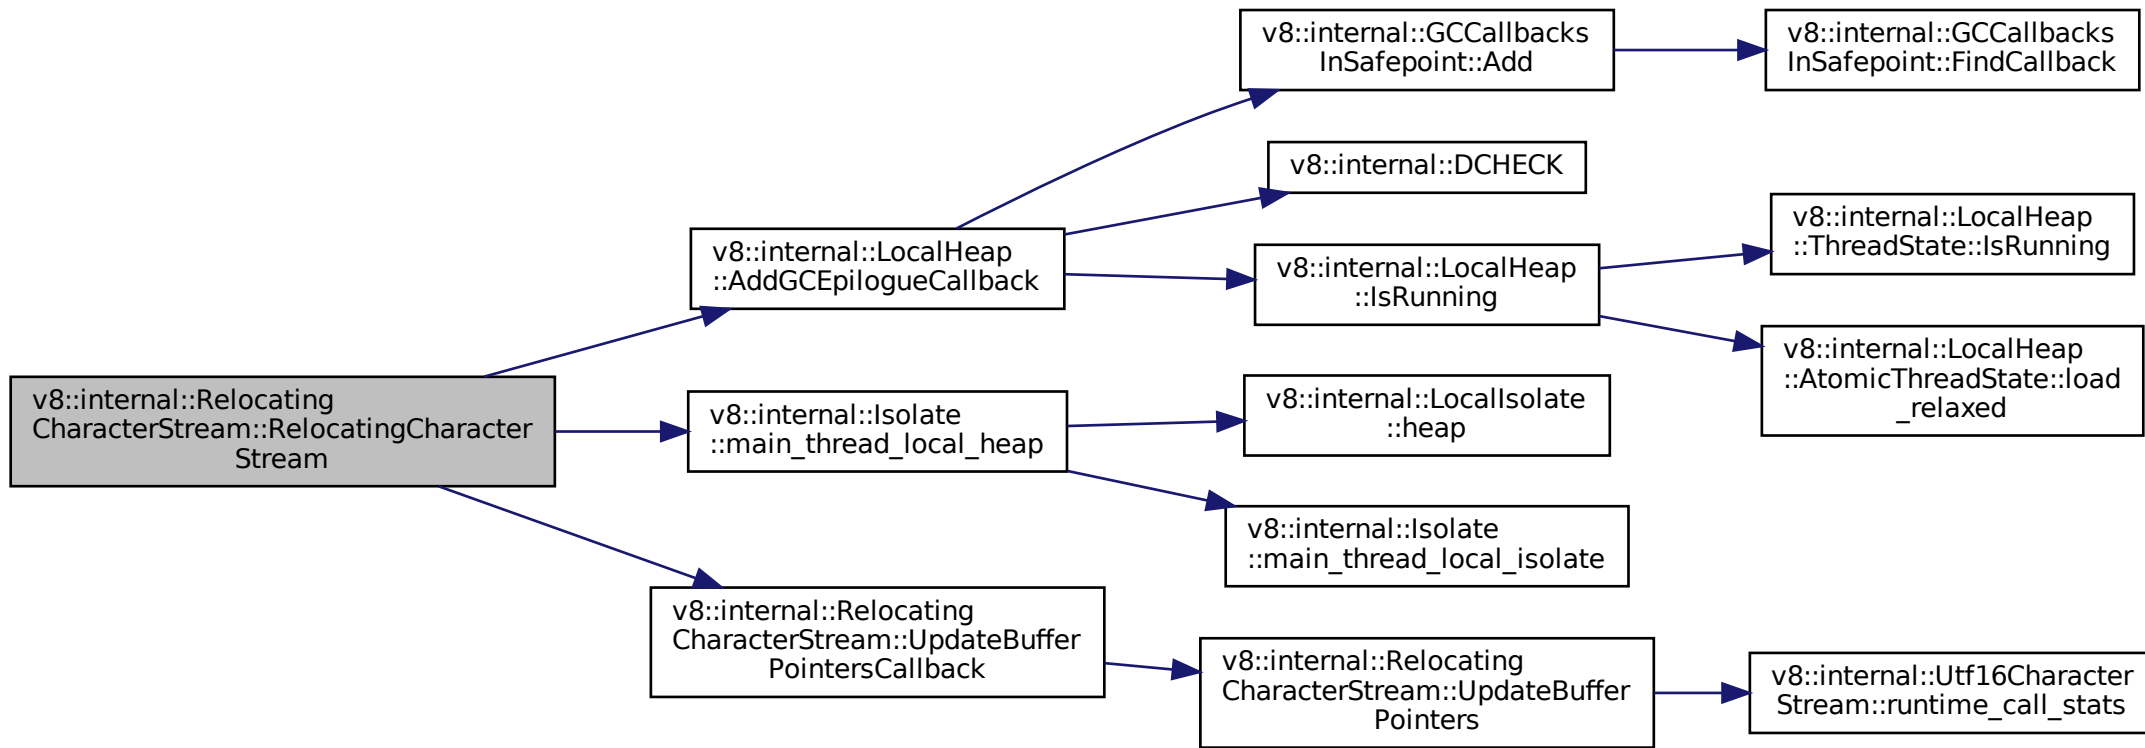 v8::internal::GCCallbacks
InSafepoint::Add
v8::internal::GCCallbacks
InSafepoint::FindCallback
v8::internal::DCHECK
v8::internal::LocalHeap
::AddGCEpilogueCallback
v8::internal::LocalHeap
::IsRunning
v8::internal::LocalHeap
::ThreadState::IsRunning
v8::internal::LocalHeap
::AtomicThreadState::load
_relaxed
v8::internal::Relocating
CharacterStream::RelocatingCharacter
Stream
v8::internal::Isolate
::main_thread_local_heap
v8::internal::LocalIsolate
::heap
v8::internal::Isolate
::main_thread_local_isolate
v8::internal::Relocating
CharacterStream::UpdateBuffer
PointersCallback
v8::internal::Relocating
CharacterStream::UpdateBuffer
Pointers
v8::internal::Utf16Character
Stream::runtime_call_stats